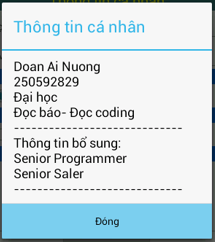 Thông tin cá nhân
Doan Ai Nuong
250592829
Đại học
Đọc báo- Đọc coding
-----------------------------
Thông tin bổ sung:
Senior Programmer
Senior Saler
-----------------------------
Đóng